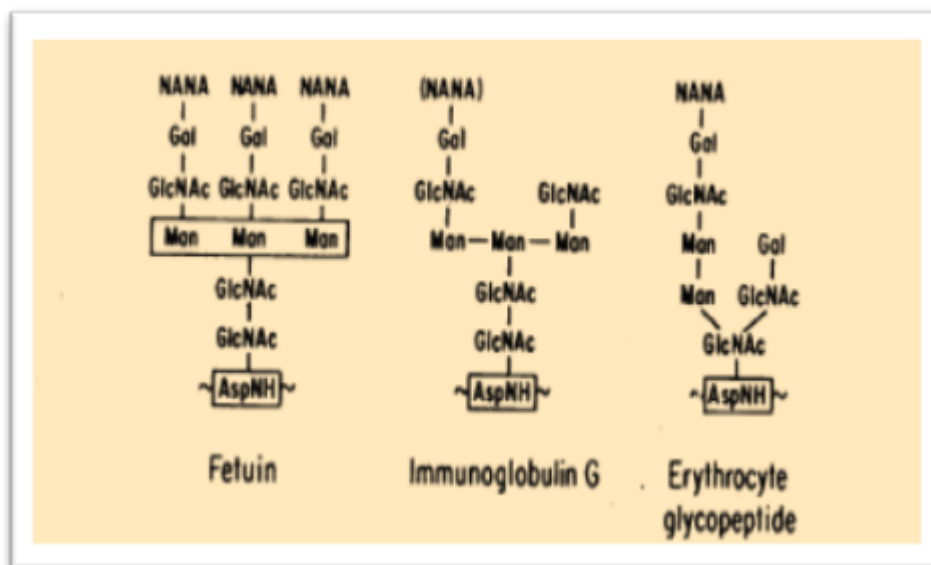 NANA NANA NANA
Gal Gal Gal
GlcNAc GlcNAc GlcNAc
Man Man Man
GlcNAc
GlcNAc
~AspNH~
Fetuin
(NANA)
Gal
GlcNAc GlcNAc
Man—Man—Man
GlcNAc
GlcNAc
~AspNH~
Immunoglobulin G
NANA
Gal
GlcNAc
Man Gal
Man GlcNAc
GlcNAc
~AspNH~
Erythrocyte
glycopeptide